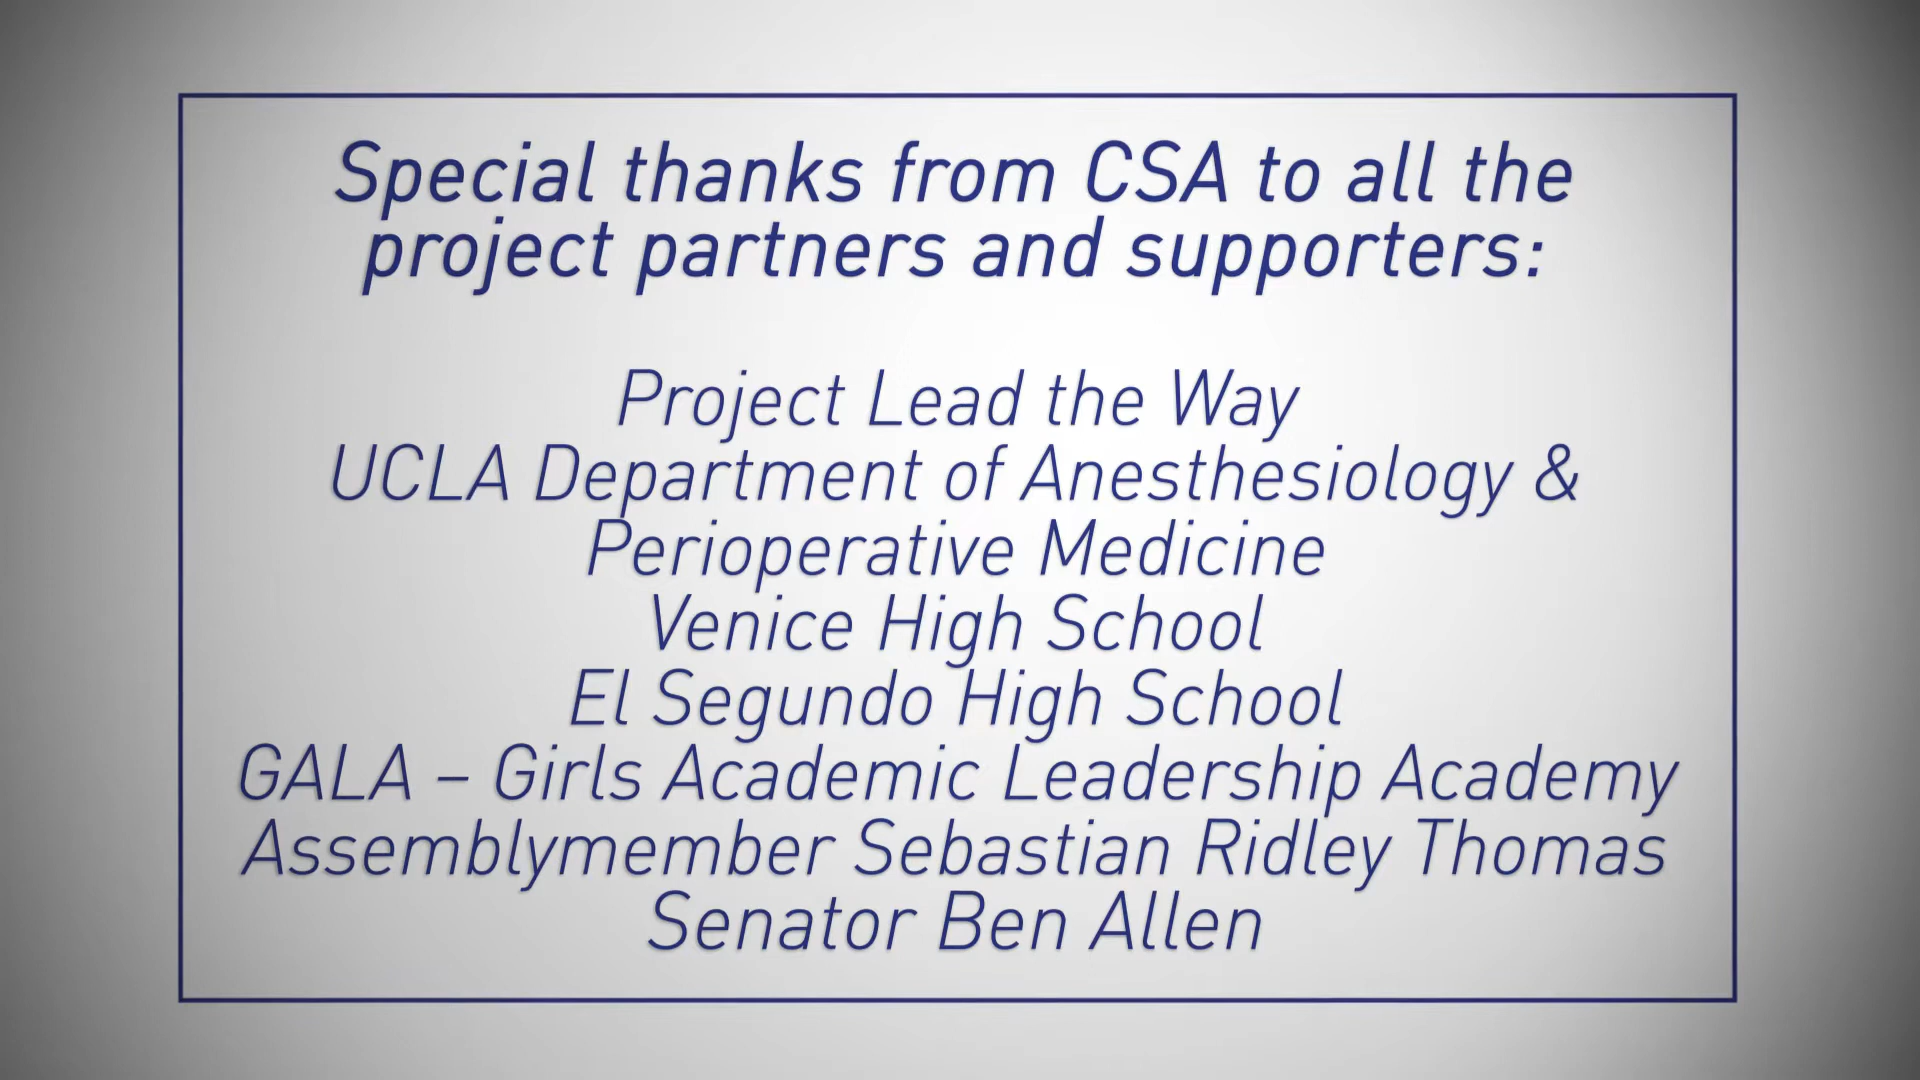 Special thanks from CSA to all the
project partners and supporters:
Project Lead the Way
UCLA Department of Anesthesiology &
Perioperative Medicine
Venice High School
El Segundo High School
GALA – Girls Academic Leadership Academy
Assemblymember Sebastian Ridley Thomas
Senator Ben Allen